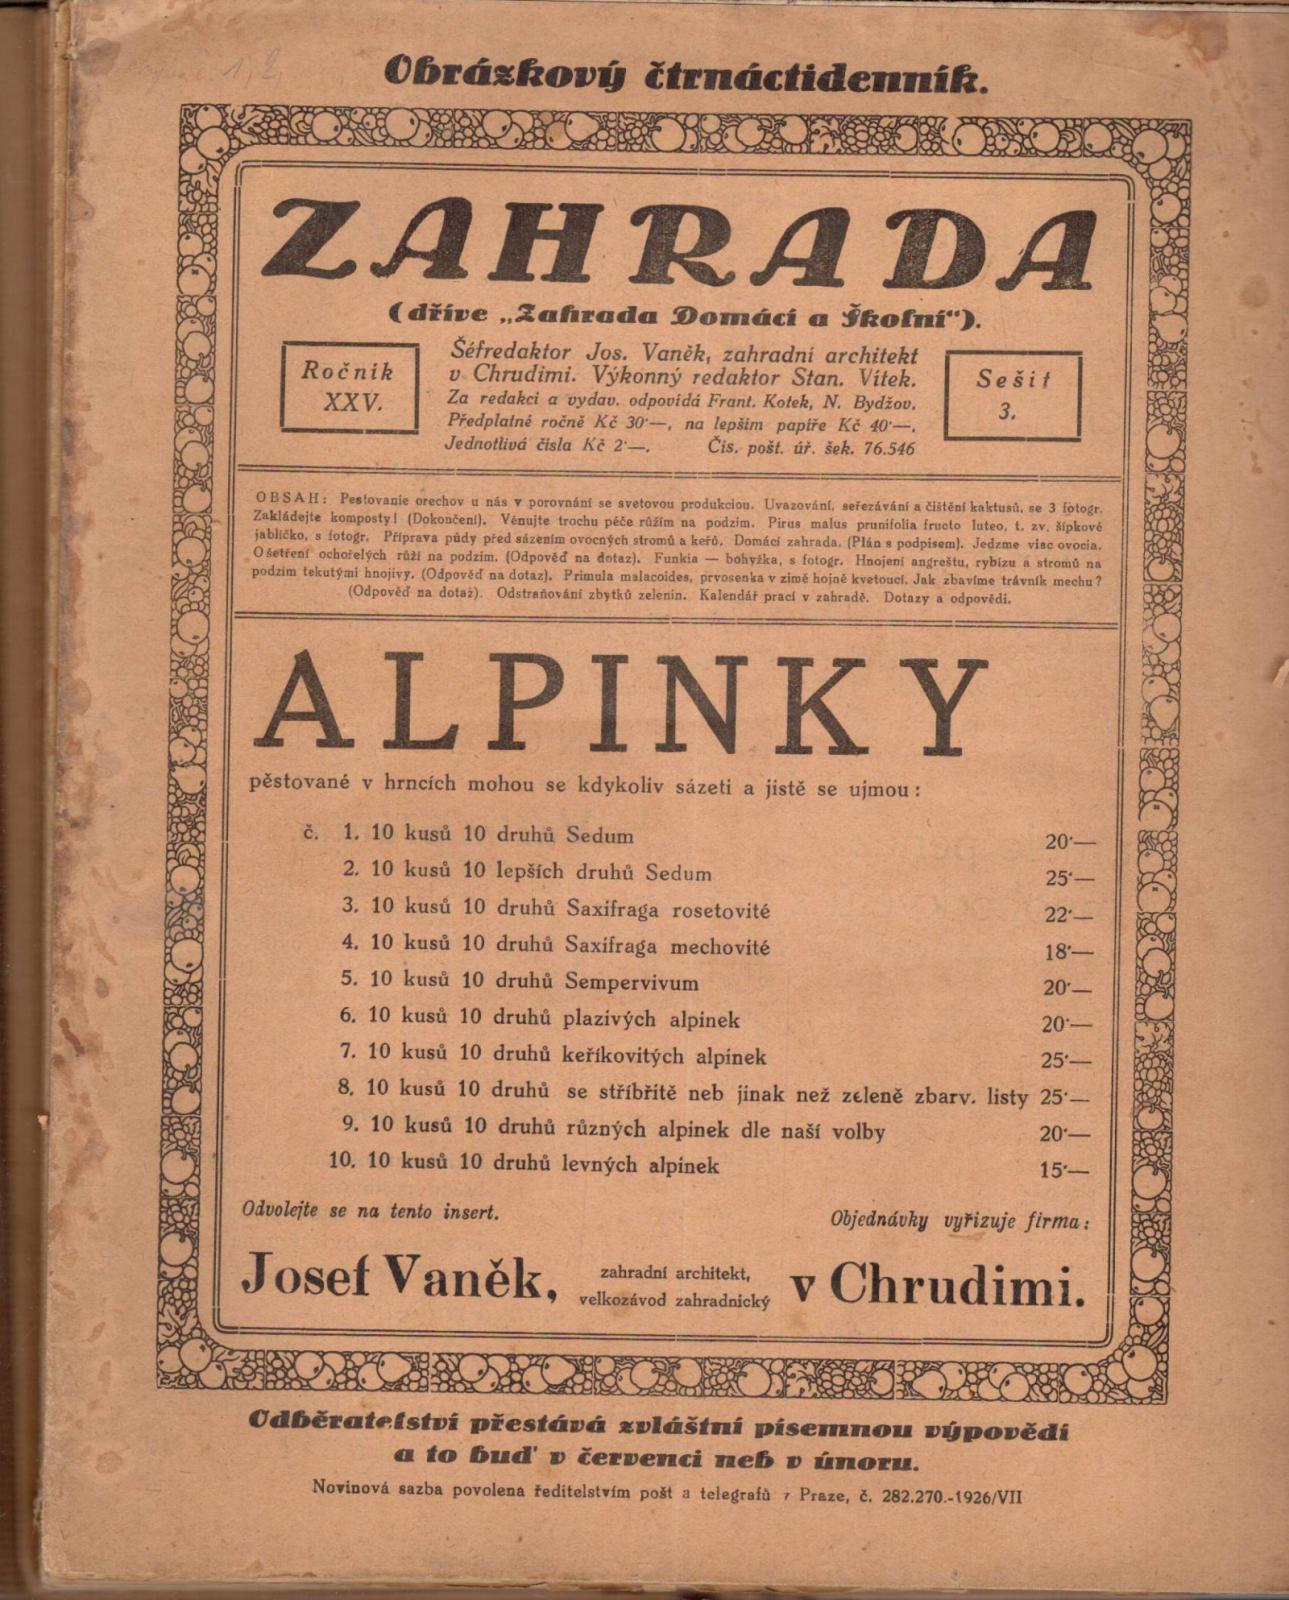 1, 2,
Obrázkový čtrnáctidenník.
ZAHRADA
(dříve „Zahrada Domácí a Školní“).
Ročník
XXV.
Šéfredaktor Jos. Vaněk, zahradní architekt
v Chrudimi. Výkonný redaktor Stan. Vítek.
Za redakci a vydav. odpovídá Frant. Kotek, N. Bydžov.
Předplatné ročně Kč 30·—, na lepším papíře Kč 40·—.
Jednotlivá čísla Kč 2·—. Čís. pošt. úř. šek. 76.546
Sešit
3.
OBSAH: Pestovanie orechov u nás v porovnání se svetovou produkciou. Uvazování, seřezávání a čištění kaktusů, se 3 fotogr.
Zakládejte komposty! (Dokončení). Věnujte trochu péče růžím na podzim. Pirus malus prunifolia fructo luteo, t. zv. šípkové
jablíčko, s fotogr. Příprava půdy před sázením ovocných stromů a keřů. Domácí zahrada. (Plán s podpisem). Jedzme viac ovocia.
Ošetření ochořelých růží na podzim. (Odpověď na dotaz). Funkia — bohyžka, s fotogr. Hnojení angreštu, rybízu a stromů na
podzim tekutými hnojivy. (Odpověď na dotaz). Primula malacoides, prvosenka v zimě hojně kvetoucí. Jak zbavíme trávník mechu?
(Odpověď na dotaz). Odstraňování zbytků zelenin. Kalendář prací v zahradě. Dotazy a odpovědi.
ALPINKY
pěstované v hrncích mohou se kdykoliv sázeti a jistě se ujmou:
č. 1. 10 kusů 10 druhů Sedum 20·—
2. 10 kusů 10 lepších druhů Sedum 25·—
3. 10 kusů 10 druhů Saxifraga rosetovité 22·—
4. 10 kusů 10 druhů Saxifraga mechovité 18·—
5. 10 kusů 10 druhů Sempervivum 20·—
6. 10 kusů 10 druhů plazivých alpinek 20·—
7. 10 kusů 10 druhů keříkovitých alpinek 25·—
8. 10 kusů 10 druhů se stříbřitě neb jinak než zeleně zbarv. listy 25·—
9. 10 kusů 10 druhů různých alpinek dle naší volby 20·—
10. 10 kusů 10 druhů levných alpinek 15·—
Odvolejte se na tento insert.
Objednávky vyřizuje firma:
Josef Vaněk, zahradní architekt, velkozávod zahradnický v Chrudimi.
Odběratelství přestává zvláštní písemnou výpovědí
a to buď v červenci neb v únoru.
Novinová sazba povolena ředitelstvím pošt a telegrafů v Praze, č. 282.270.-1926/VII